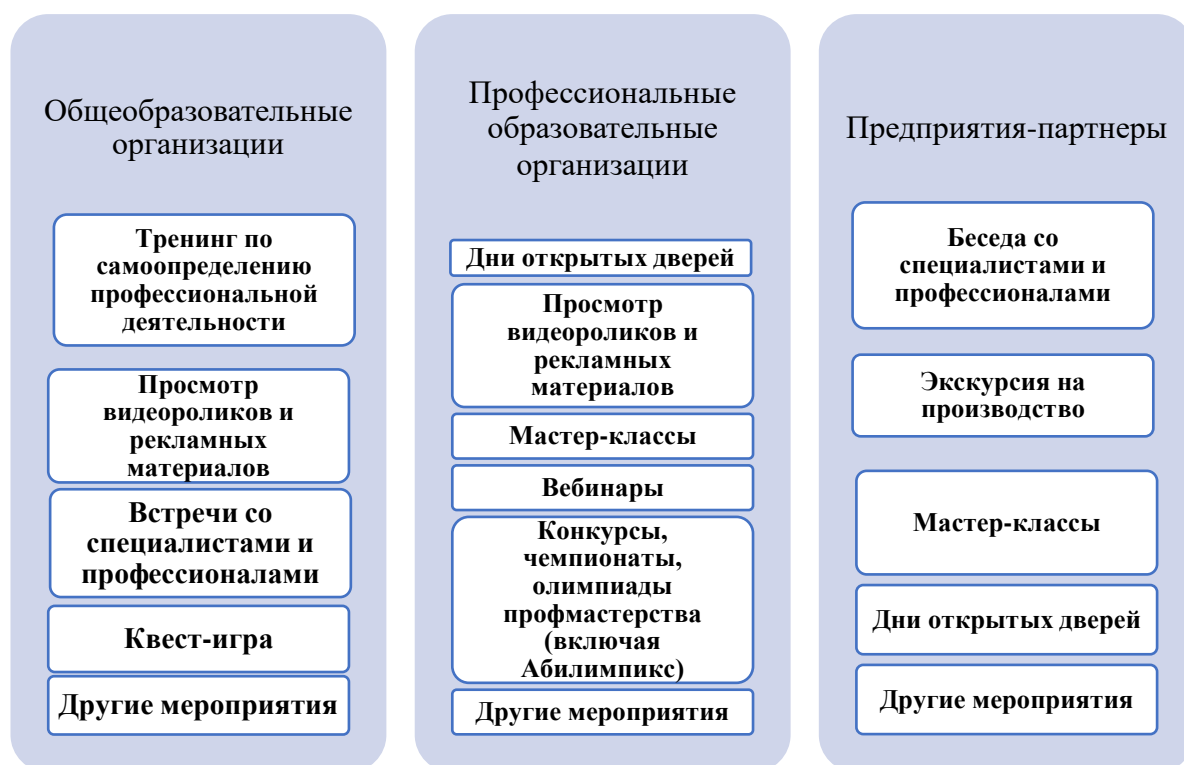 Общеобразовательные
организации
Тренинг по
самоопределению
профессиональной
деятельности
Просмотр
видеороликов и
рекламных
материалов
Встречи со
специалистами и
профессионалами
Квест-игра
Другие мероприятия
Профессиональные
образовательные
организации
Дни открытых дверей
Просмотр
видеороликов и
рекламных
материалов
Мастер-классы
Вебинары
Конкурсы,
чемпионаты,
олимпиады
профмастерства
(включая
Абилимпикс)
Другие мероприятия
Предприятия-партнеры
Беседа со
специалистами и
профессионалами
Экскурсия на
производство
Мастер-классы
Дни открытых дверей
Другие мероприятия